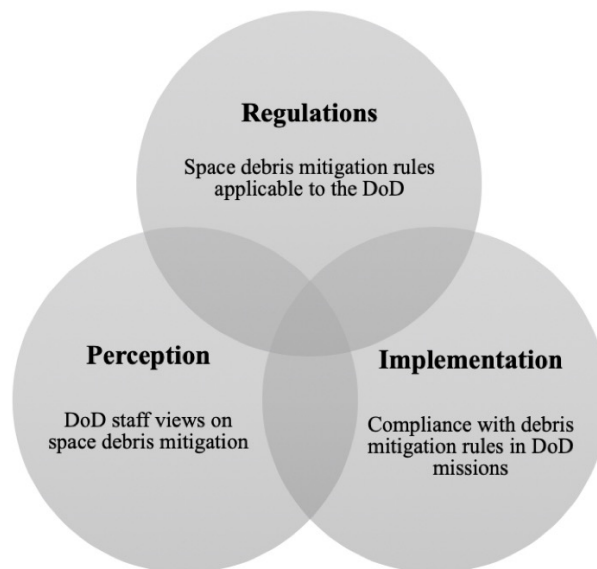 Regulations
Space debris mitigation rules
applicable to the DoD
Perception
DoD staff views on
space debris mitigation
Implementation
Compliance with debris
mitigation rules in DoD
missions